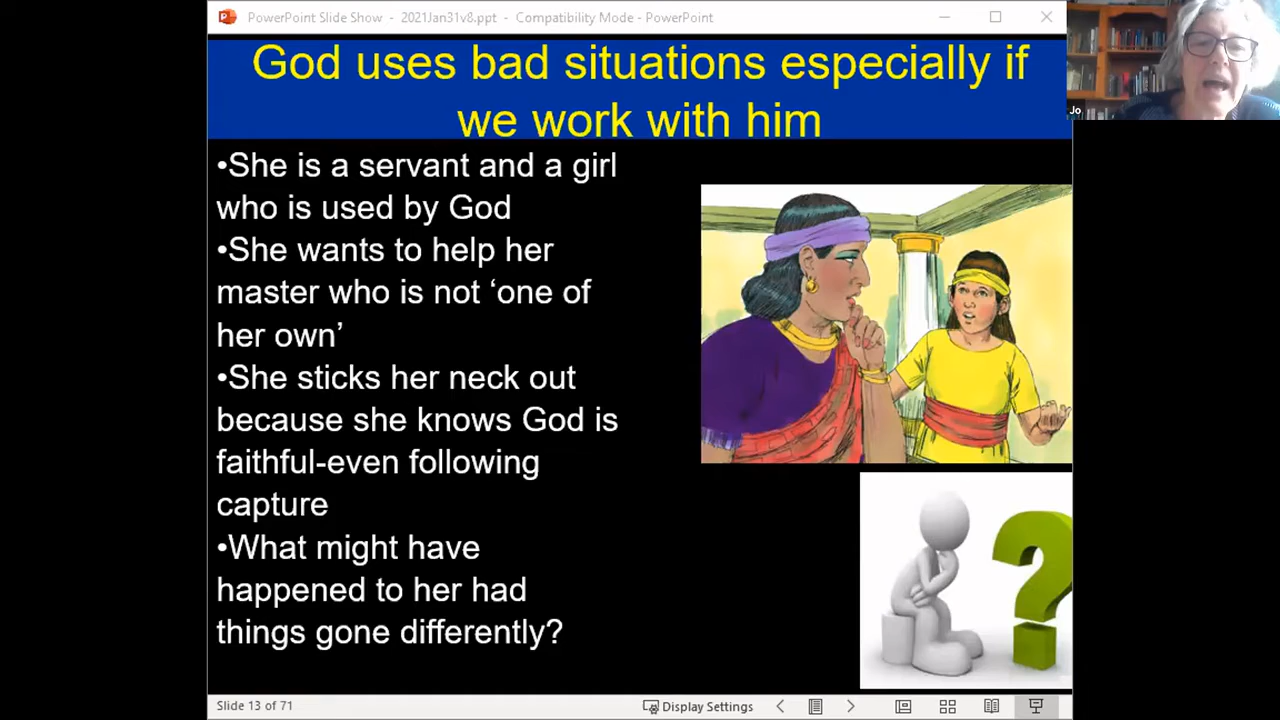 PowerPoint Slide Show - 2021Jan31v8.ppt - Compatibility Mode - PowerPoint
God uses bad situations especially if
we work with him
Jo
•She is a servant and a girl
who is used by God
•She wants to help her
master who is not ‘one of
her own’
•She sticks her neck out
because she knows God is
faithful-even following
capture
•What might have
happened to her had
things gone differently?
?
Slide 13 of 71
Display Settings